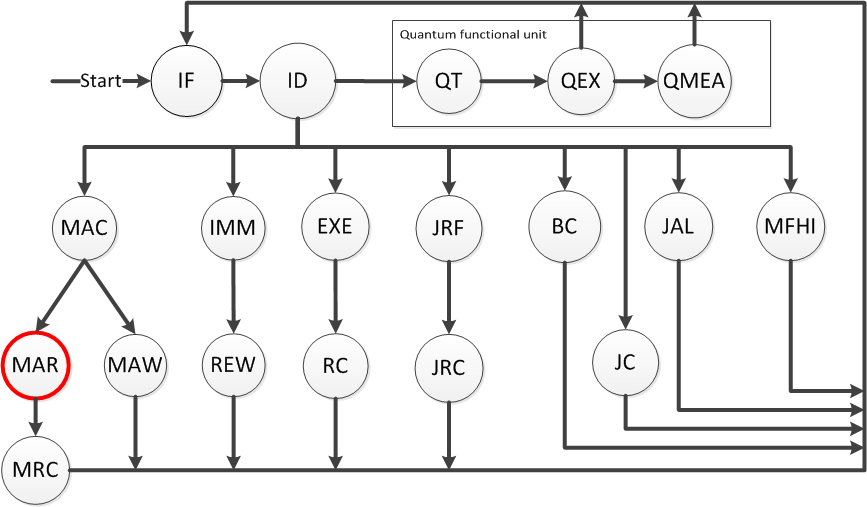 Quantum functional unit
Start
IF
ID
QT
QEX
QMEA
MAC
IMM
EXE
JRF
BC
JAL
MFHI
MAR
MAW
REW
RC
JRC
JC
MRC